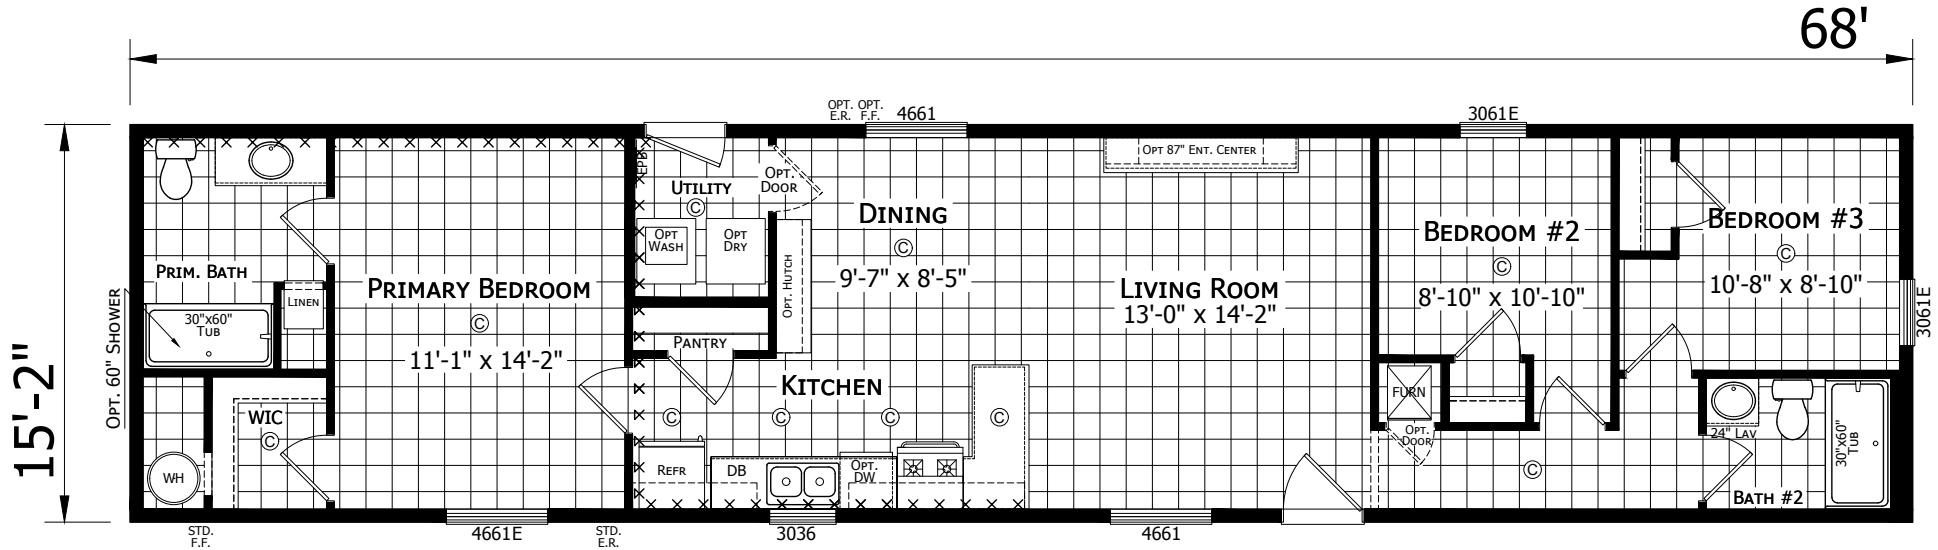 68'
15'-2"
OPT. OPT.
E.R. F.F.
4661
3061E
EPB
UTILITY
OPT.
DOOR
OPT 87" ENT. CENTER
DINING
9'-7" x 8'-5"
OPT
WASH
OPT
DRY
OPT. HUTCH
BEDROOM #2
8'-10" x 10'-10"
BEDROOM #3
10'-8" x 8'-10"
3061E
PRIM. BATH
LINEN
30"x60"
TUB
OPT. 60" SHOWER
PRIMARY BEDROOM
11'-1" x 14'-2"
LIVING ROOM
13'-0" x 14'-2"
PANTRY
KITCHEN
WIC
WH
REFR
DB
OPT.
DW
FURN
OPT.
DOOR
24" LAV
30"x60"
TUB
BATH #2
STD.
F.F.
4661E
STD.
E.R.
3036
4661
C
C
C
C
C
C
C
C
C
C
C